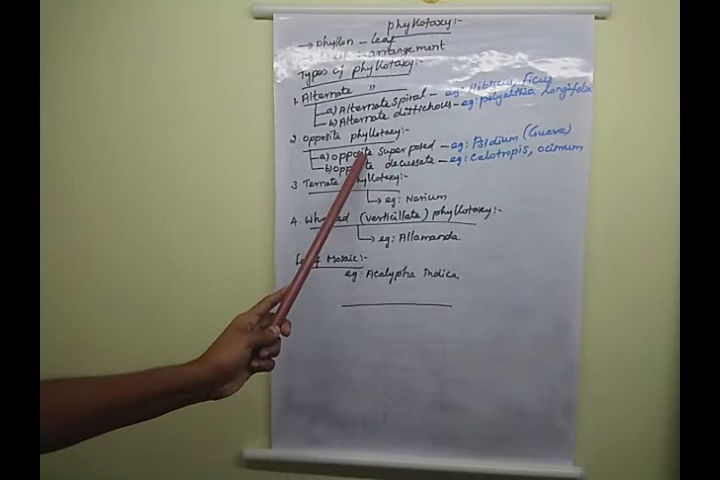 phyllotaxy:-
→ phyllon - leaf
arrangement
Types of phyllotaxy:-
1. Alternate "
a) Alternate spiral - eg: Hibiscus, Ficus
b) Alternate distichous - eg: polyalthia longifolia
2. opposite phyllotaxy:-
a) opposite superposed - eg: Psidium (Guava)
b) opposite decussate - eg: calotropis, ocimum
3 Ternate phyllotaxy:-
eg: Nerium
4. Whorled (verticillate) phyllotaxy:-
eg: Allamanda
Leaf Mosaic:-
eg: Acalypha indica